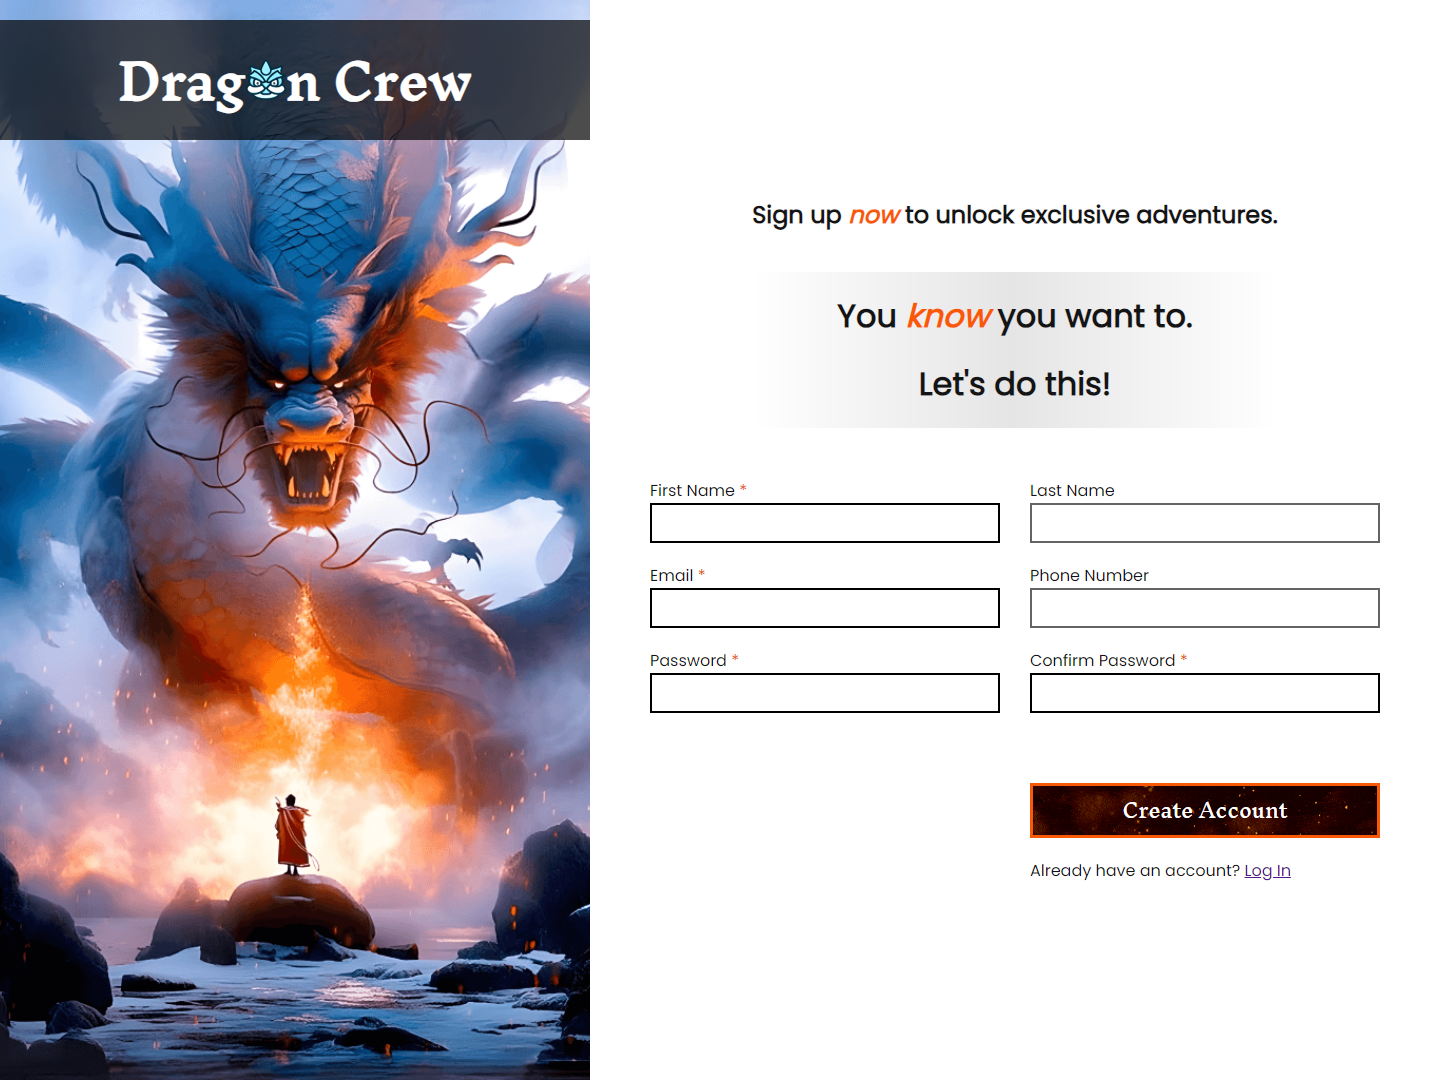 Dragon Crew
Sign up now to unlock exclusive adventures.
You know you want to.
Let's do this!
First Name *
Last Name
Email *
Phone Number
Password *
Confirm Password *
Create Account
Already have an account? Log In